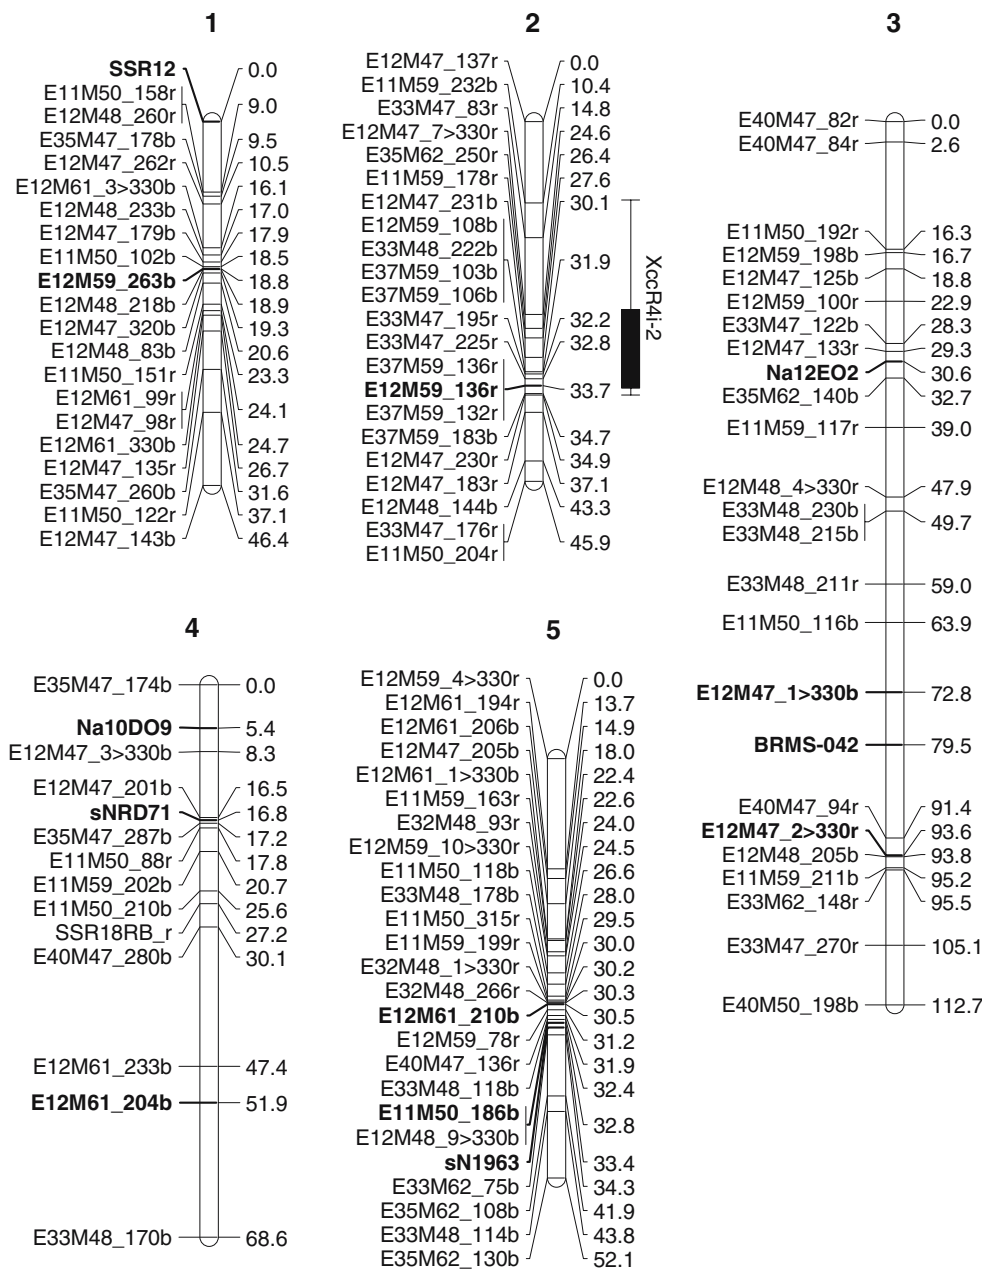 1
SSR12 0.0
E11M50_158r
E12M48_260r 9.0
E35M47_178b 9.5
E12M47_262r 10.5
E12M61_3>330b 16.1
E12M48_233b 17.0
E12M47_179b 17.9
E11M50_102b 18.5
E12M59_263b 18.8
E12M48_218b 18.9
E12M47_320b 19.3
E12M48_83b 20.6
E11M50_151r 23.3
E12M61_99r
E12M47_98r 24.1
E12M61_330b 24.7
E12M47_135r 26.7
E35M47_260b 31.6
E11M50_122r 37.1
E12M47_143b 46.4
2
E12M47_137r 0.0
E11M59_232b 10.4
E33M47_83r 14.8
E12M47_7>330r 24.6
E35M62_250r 26.4
E11M59_178r 27.6
E12M47_231b 30.1
E12M59_108b
E33M48_222b
E37M59_103b 31.9
E37M59_106b
E33M47_195r 32.2
E33M47_225r 32.8
E37M59_136r
E12M59_136r 33.7
E37M59_132r
E37M59_183b 34.7
E12M47_230r 34.9
E12M47_183r 37.1
E12M48_144b 43.3
E33M47_176r
E11M50_204r 45.9
XccR4i-2
3
E40M47_82r 0.0
E40M47_84r 2.6
E11M50_192r 16.3
E12M59_198b 16.7
E12M47_125b 18.8
E12M59_100r 22.9
E33M47_122b 28.3
E12M47_133r 29.3
Na12EO2 30.6
E35M62_140b 32.7
E11M59_117r 39.0
E12M48_4>330r 47.9
E33M48_230b
E33M48_215b 49.7
E33M48_211r 59.0
E11M50_116b 63.9
E12M47_1>330b 72.8
BRMS-042 79.5
E40M47_94r 91.4
E12M47_2>330r 93.6
E12M48_205b 93.8
E11M59_211b 95.2
E33M62_148r 95.5
E33M47_270r 105.1
E40M50_198b 112.7
4
E35M47_174b 0.0
Na10DO9 5.4
E12M47_3>330b 8.3
E12M47_201b 16.5
sNRD71 16.8
E35M47_287b 17.2
E11M50_88r 17.8
E11M59_202b 20.7
E11M50_210b 25.6
SSR18RB_r 27.2
E40M47_280b 30.1
E12M61_233b 47.4
E12M61_204b 51.9
E33M48_170b 68.6
5
E12M59_4>330r 0.0
E12M61_194r 13.7
E12M61_206b 14.9
E12M47_205b 18.0
E12M61_1>330b 22.4
E11M59_163r 22.6
E32M48_93r 24.0
E12M59_10>330r 24.5
E11M50_118b 26.6
E33M48_178b 28.0
E11M50_315r 29.5
E11M59_199r 30.0
E32M48_1>330r 30.2
E32M48_266r 30.3
E12M61_210b 30.5
E12M59_78r 31.2
E40M47_136r 31.9
E33M48_118b 32.4
E11M50_186b
E12M48_9>330b 32.8
sN1963 33.4
E33M62_75b 34.3
E35M62_108b 41.9
E33M48_114b 43.8
E35M62_130b 52.1